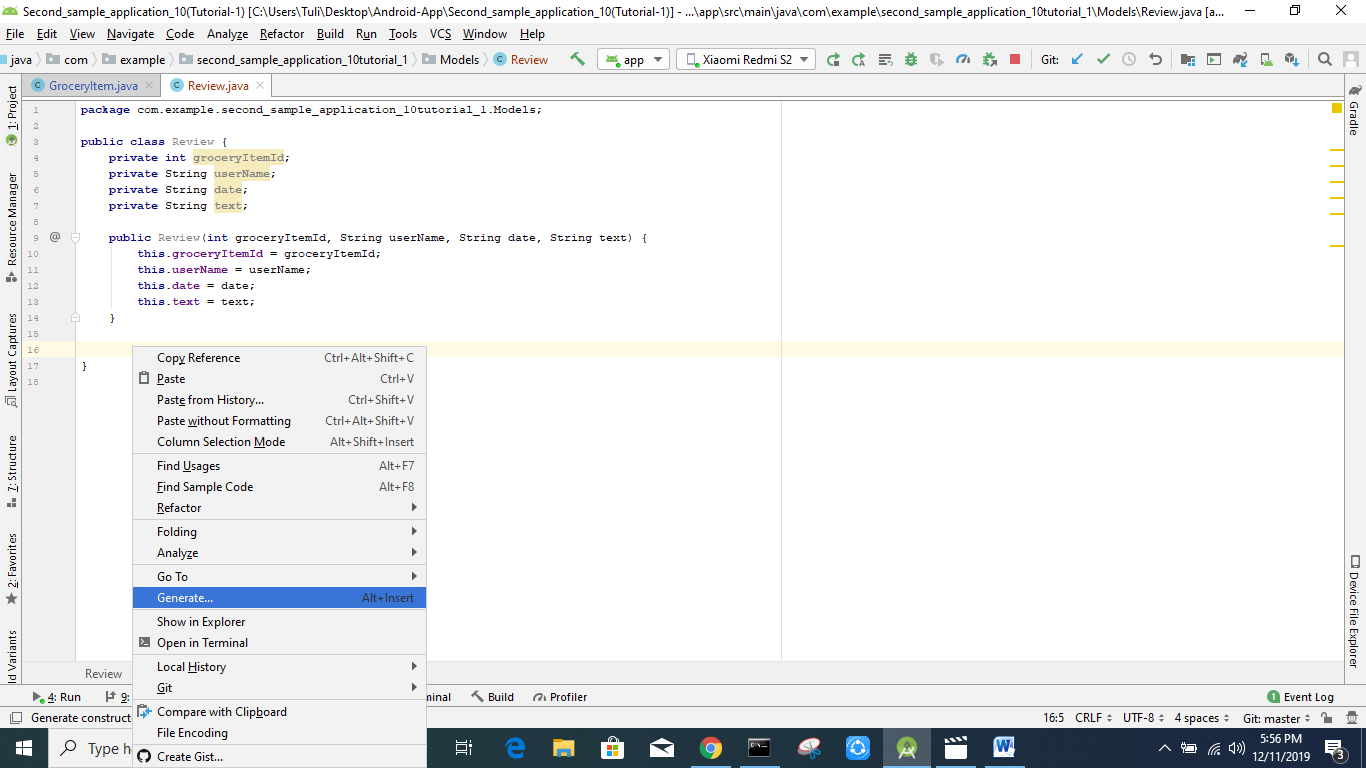 Second_sample_application_10(Tutorial-1) [C:\Users\Tuli\Desktop\Android-App\Second_sample_application_10(Tutorial-1)] - ...\app\src\main\java\com\example\second_sample_application_10tutorial_1\Models\Review.java [a...
File Edit View Navigate Code Analyze Refactor Build Run Tools VCS Window Help
java com example second_sample_application_10tutorial_1 Models Review app Xiaomi Redmi S2 Git:
GroceryItem.java Review.java
1: Project
Resource Manager
Layout Captures
7: Structure
2: Favorites
ld Variants
1 package com.example.second_sample_application_10tutorial_1.Models;
2
3 public class Review {
4 private int groceryItemId;
5 private String userName;
6 private String date;
7 private String text;
8
9 @ public Review(int groceryItemId, String userName, String date, String text) {
10 this.groceryItemId = groceryItemId;
11 this.userName = userName;
12 this.date = date;
13 this.text = text;
14 }
15
16
17 }
18
Copy Reference Ctrl+Alt+Shift+C
Paste Ctrl+V
Paste from History... Ctrl+Shift+V
Paste without Formatting Ctrl+Alt+Shift+V
Column Selection Mode Alt+Shift+Insert
Find Usages Alt+F7
Find Sample Code Alt+F8
Refactor
Folding
Analyze
Go To
Generate... Alt+Insert
Show in Explorer
Open in Terminal
Local History
Git
Compare with Clipboard
File Encoding
Create Gist...
Gradle
Device File Explorer
Review
4: Run 9: minal Build Profiler 1 Event Log
Generate construct 16:5 CRLF UTF-8 4 spaces Git: master
Type he
5:56 PM
12/11/2019
3